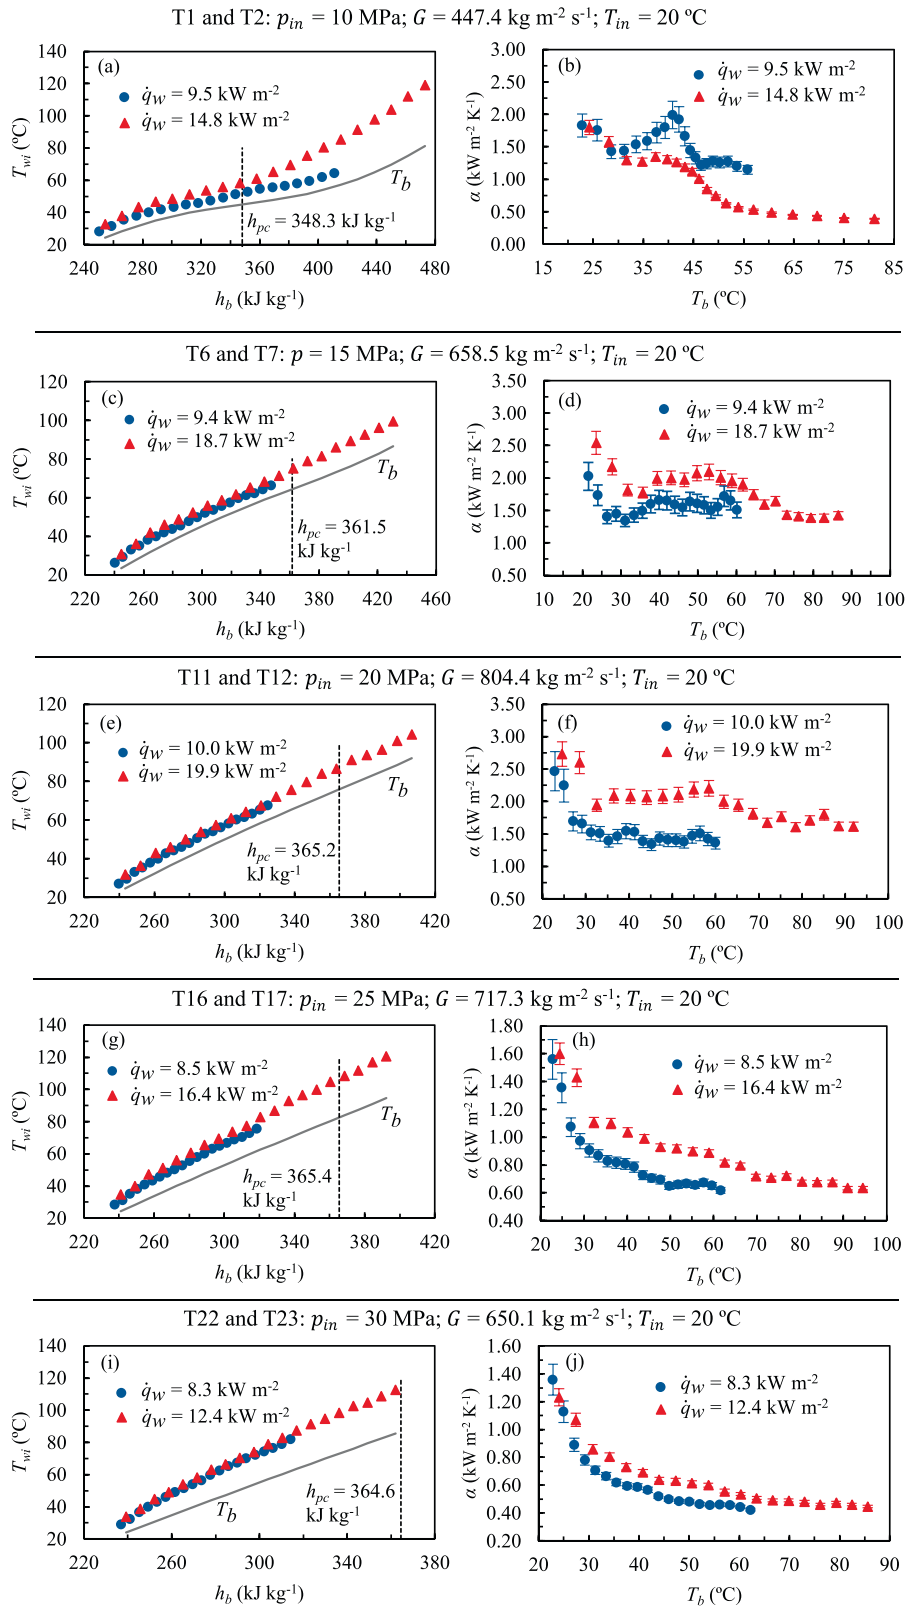 T1 and T2: p_in = 10 MPa; G = 447.4 kg m⁻² s⁻¹; T_in = 20 ºC
(a)
q̇w = 9.5 kW m⁻²
q̇w = 14.8 kW m⁻²
T_b
h_pc = 348.3 kJ kg⁻¹
T_wi (ºC)
140
120
100
80
60
40
20
240 280 320 360 400 440 480
h_b (kJ kg⁻¹)
(b)
q̇w = 9.5 kW m⁻²
q̇w = 14.8 kW m⁻²
α (kW m⁻² K⁻¹)
3.00
2.50
2.00
1.50
1.00
0.50
0.00
15 25 35 45 55 65 75 85
T_b (ºC)
T6 and T7: p = 15 MPa; G = 658.5 kg m⁻² s⁻¹; T_in = 20 ºC
(c)
q̇w = 9.4 kW m⁻²
q̇w = 18.7 kW m⁻²
T_b
h_pc = 361.5
kJ kg⁻¹
T_wi (ºC)
120
100
80
60
40
20
220 260 300 340 380 420 460
h_b (kJ kg⁻¹)
(d)
q̇w = 9.4 kW m⁻²
q̇w = 18.7 kW m⁻²
α (kW m⁻² K⁻¹)
3.50
3.00
2.50
2.00
1.50
1.00
0.50
10 20 30 40 50 60 70 80 90 100
T_b (ºC)
T11 and T12: p_in = 20 MPa; G = 804.4 kg m⁻² s⁻¹; T_in = 20 ºC
(e)
q̇w = 10.0 kW m⁻²
q̇w = 19.9 kW m⁻²
T_b
h_pc = 365.2
kJ kg⁻¹
T_wi (ºC)
120
100
80
60
40
20
220 260 300 340 380 420
h_b (kJ kg⁻¹)
(f)
q̇w = 10.0 kW m⁻²
q̇w = 19.9 kW m⁻²
α (kW m⁻² K⁻¹)
3.50
3.00
2.50
2.00
1.50
1.00
0.50
20 30 40 50 60 70 80 90 100
T_b (ºC)
T16 and T17: p_in = 25 MPa; G = 717.3 kg m⁻² s⁻¹; T_in = 20 ºC
(g)
q̇w = 8.5 kW m⁻²
q̇w = 16.4 kW m⁻²
T_b
h_pc = 365.4
kJ kg⁻¹
T_wi (ºC)
140
120
100
80
60
40
20
220 260 300 340 380 420
h_b (kJ kg⁻¹)
(h)
q̇w = 8.5 kW m⁻²
q̇w = 16.4 kW m⁻²
α (kW m⁻² K⁻¹)
1.80
1.60
1.40
1.20
1.00
0.80
0.60
0.40
20 30 40 50 60 70 80 90 100
T_b (ºC)
T22 and T23: p_in = 30 MPa; G = 650.1 kg m⁻² s⁻¹; T_in = 20 ºC
(i)
q̇w = 8.3 kW m⁻²
q̇w = 12.4 kW m⁻²
T_b
h_pc = 364.6
kJ kg⁻¹
T_wi (ºC)
140
120
100
80
60
40
20
220 260 300 340 380
h_b (kJ kg⁻¹)
(j)
q̇w = 8.3 kW m⁻²
q̇w = 12.4 kW m⁻²
α (kW m⁻² K⁻¹)
1.60
1.40
1.20
1.00
0.80
0.60
0.40
0.20
20 30 40 50 60 70 80 90
T_b (ºC)